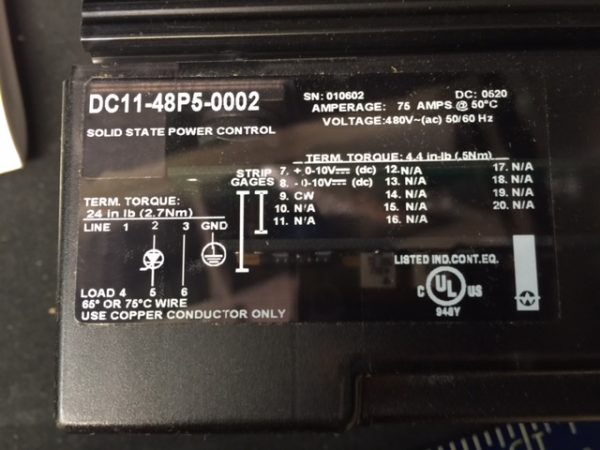 DC11-48P5-0002
SOLID STATE POWER CONTROL
SN: 010602 DC: 0520
AMPERAGE: 75 AMPS @ 50°C
VOLTAGE:480V~(ac) 50/60 Hz
TERM. TORQUE: 4.4 in-lb (.5Nm)
STRIP GAGES
7. + 0-10V⎓ (dc) 12.N/A 17. N/A
8. - 0-10V⎓ (dc) 13. N/A 18. N/A
9. CW 14. N/A 19. N/A
10. N/A 15. N/A 20. N/A
11. N/A 16. N/A
TERM. TORQUE:
24 in lb (2.7Nm)
LINE 1 2 3 GND
LOAD 4 5 6
65° OR 75°C WIRE
USE COPPER CONDUCTOR ONLY
LISTED IND.CONT.EQ.
C UL US
948Y